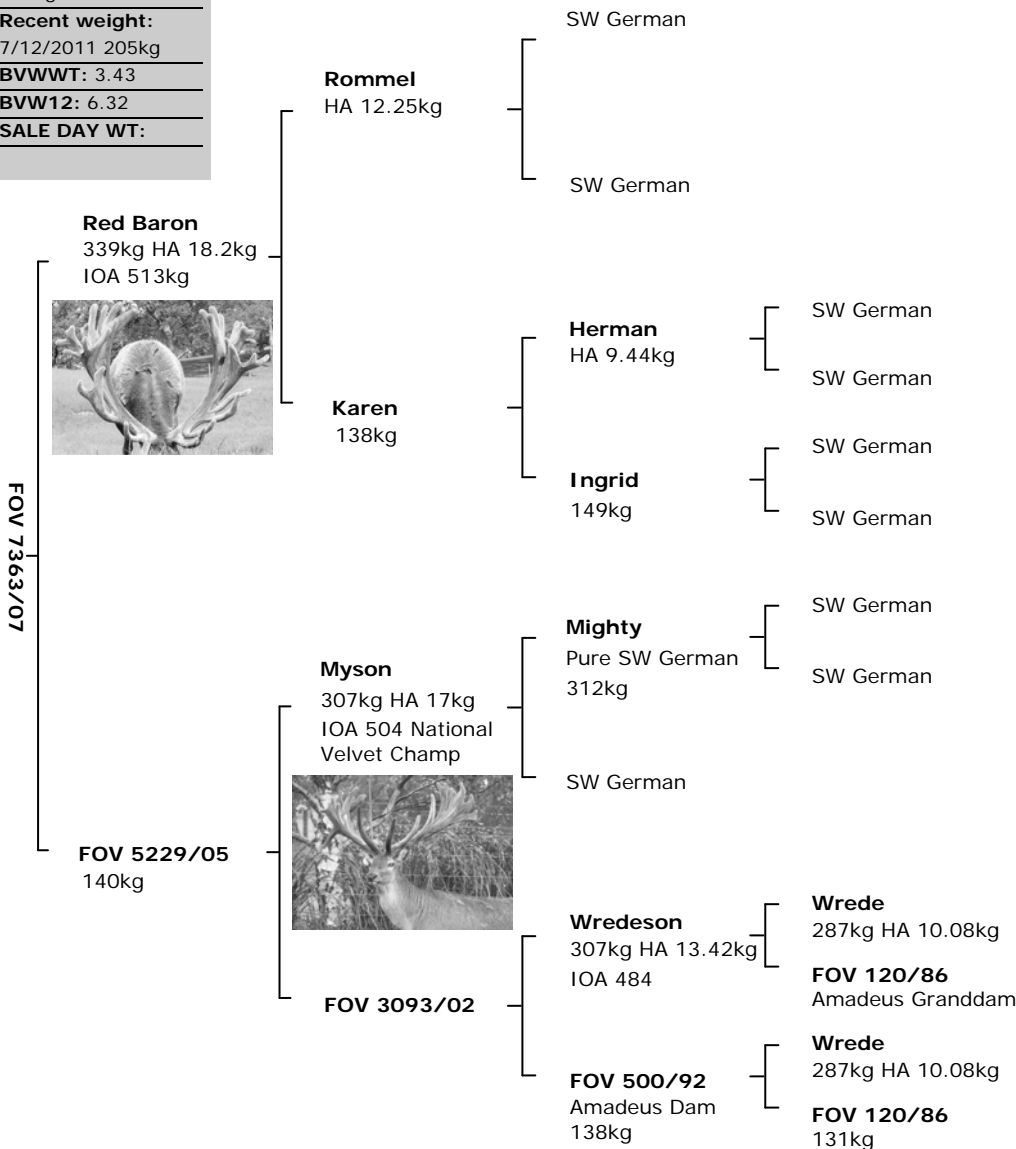 Recent weight:
7/12/2011 205kg
BVWWT: 3.43
BVW12: 6.32
SALE DAY WT:
SW German
Rommel
HA 12.25kg
SW German
Red Baron
339kg HA 18.2kg
IOA 513kg
Herman
HA 9.44kg
SW German
SW German
Karen
138kg
Ingrid
149kg
SW German
SW German
FOV 7363/07
Mighty
Pure SW German
312kg
SW German
SW German
Myson
307kg HA 17kg
IOA 504 National
Velvet Champ
SW German
FOV 5229/05
140kg
Wredeson
307kg HA 13.42kg
IOA 484
Wrede
287kg HA 10.08kg
FOV 120/86
Amadeus Granddam
FOV 3093/02
FOV 500/92
Amadeus Dam
138kg
Wrede
287kg HA 10.08kg
FOV 120/86
131kg